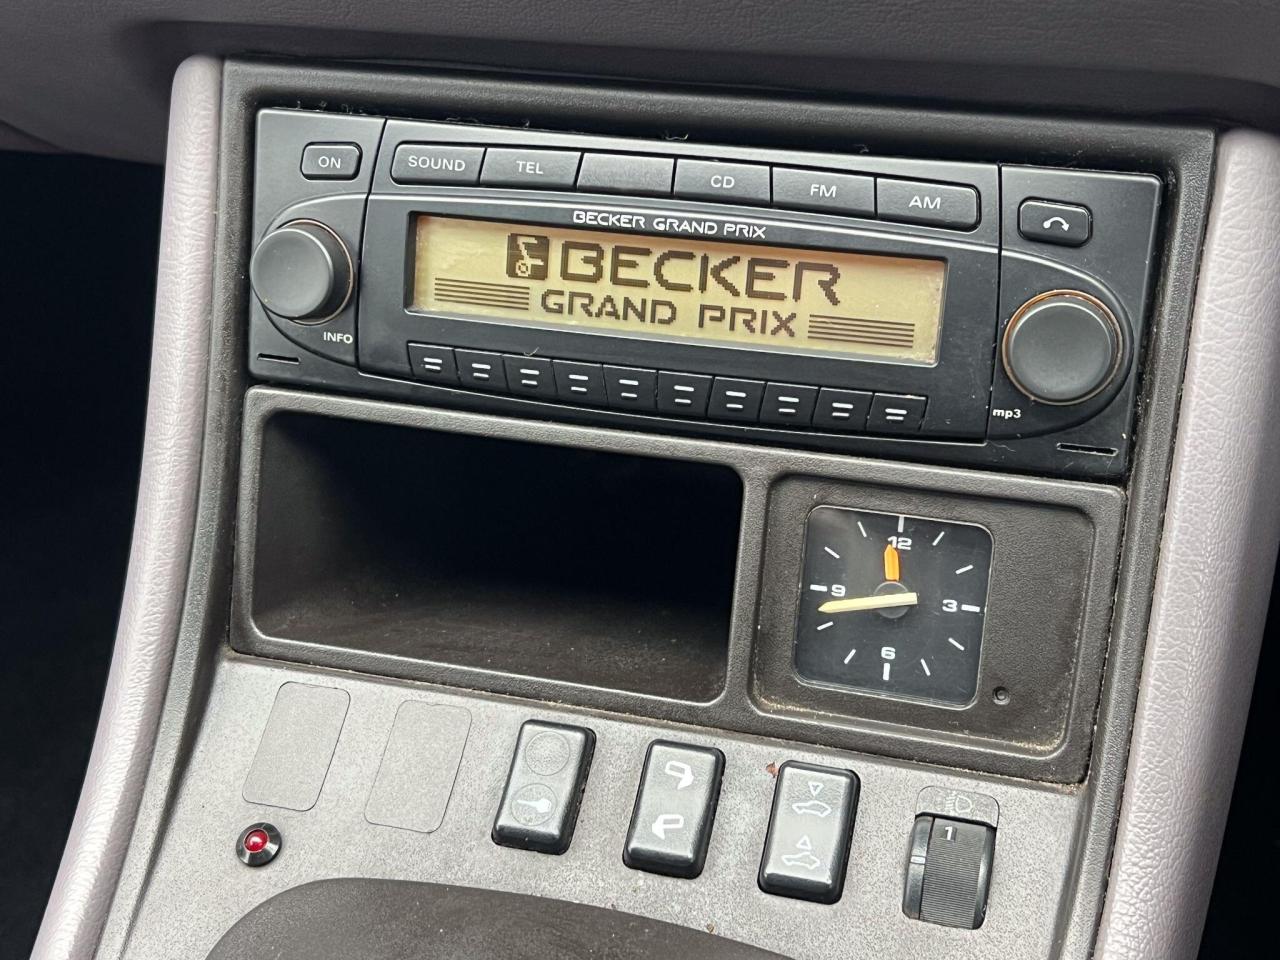 ON
SOUND
TEL
CD
FM
AM
BECKER GRAND PRIX
BECKER
GRAND PRIX
INFO
mp3
12
9
3
6
1